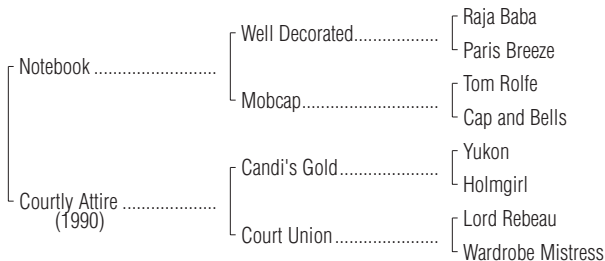 Raja Baba
Well Decorated..................
Paris Breeze
Notebook ..........................
Tom Rolfe
Mobcap.............................
Cap and Bells
Yukon
Candi's Gold.....................
Holmgirl
Courtly Attire ....................
(1990)
Lord Rebeau
Court Union ......................
Wardrobe Mistress